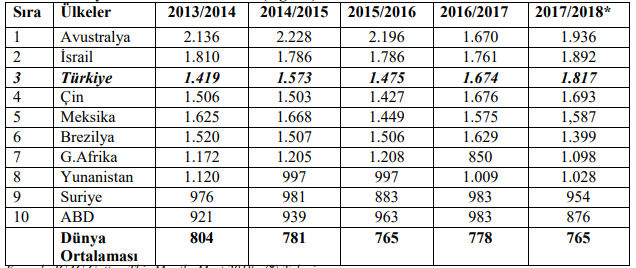 Sıra Ülkeler 2013/2014 2014/2015 2015/2016 2016/2017 2017/2018*
1 Avustralya 2.136 2.228 2.196 1.670 1.936
2 İsrail 1.810 1.786 1.786 1.761 1.892
3 Türkiye 1.419 1.573 1.475 1.674 1.817
4 Çin 1.506 1.503 1.427 1.676 1.693
5 Meksika 1.625 1.668 1.449 1.575 1,587
6 Brezilya 1.520 1.507 1.506 1.629 1.399
7 G.Afrika 1.172 1.205 1.208 850 1.098
8 Yunanistan 1.120 997 997 1.009 1.028
9 Suriye 976 981 883 983 954
10 ABD 921 939 963 983 876
Dünya Ortalaması 804 781 765 778 765